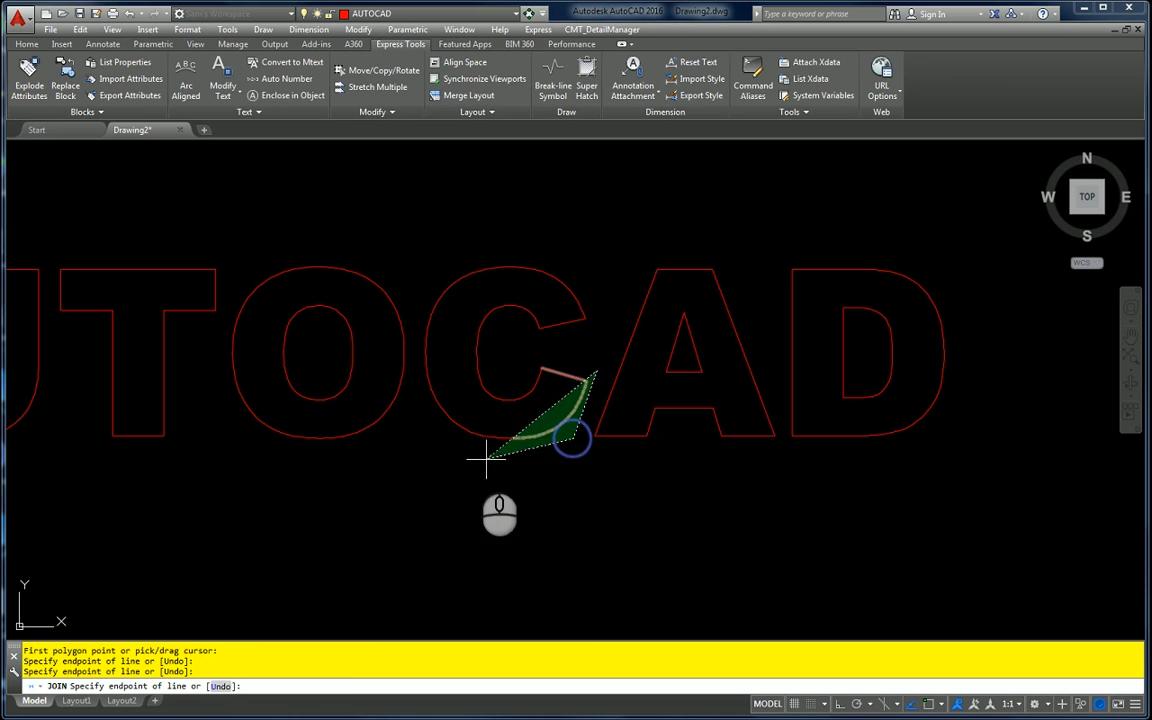 AUTOCAD
Autodesk AutoCAD 2016 Drawing2.dwg
Type a keyword or phrase
Sign In
File Edit View Insert Format Tools Draw Dimension Modify Parametric Window Help Express CMT_DetailManager
Home Insert Annotate Parametric View Manage Output Add-ins A360 Express Tools Featured Apps BIM 360 Performance
Explode Attributes
Replace Block
List Properties
Import Attributes
Export Attributes
Blocks
Arc Aligned
Modify Text
Convert to Mtext
Auto Number
Enclose in Object
Text
Move/Copy/Rotate
Stretch Multiple
Modify
Align Space
Synchronize Viewports
Merge Layout
Layout
Break-line Symbol
Super Hatch
Draw
Annotation Attachment
Reset Text
Import Style
Export Style
Dimension
Command Aliases
Attach Xdata
List Xdata
System Variables
Tools
URL Options
Web
Start Drawing2*
N
W TOP E
S
WCS
UTOCAD
Y
X
First polygon point or pick/drag cursor:
Specify endpoint of line or [Undo]:
Specify endpoint of line or [Undo]:
JOIN Specify endpoint of line or [Undo]:
Model Layout1 Layout2
MODEL 1:1